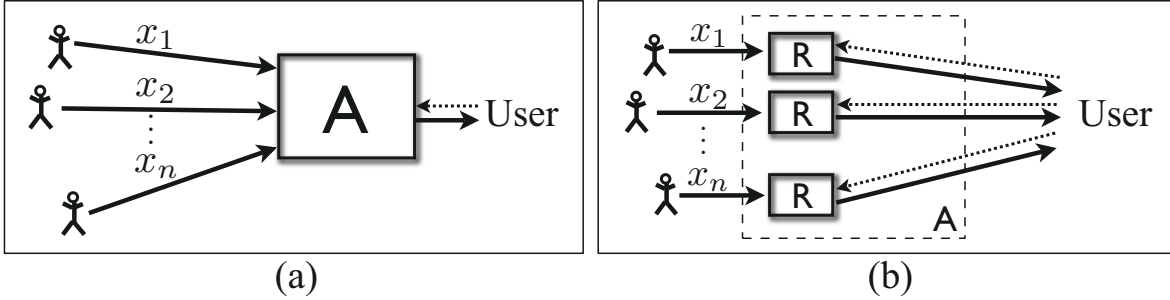 x₁
x₂
⋮
xₙ
A
User
(a)
x₁
x₂
⋮
xₙ
R
R
R
A
User
(b)